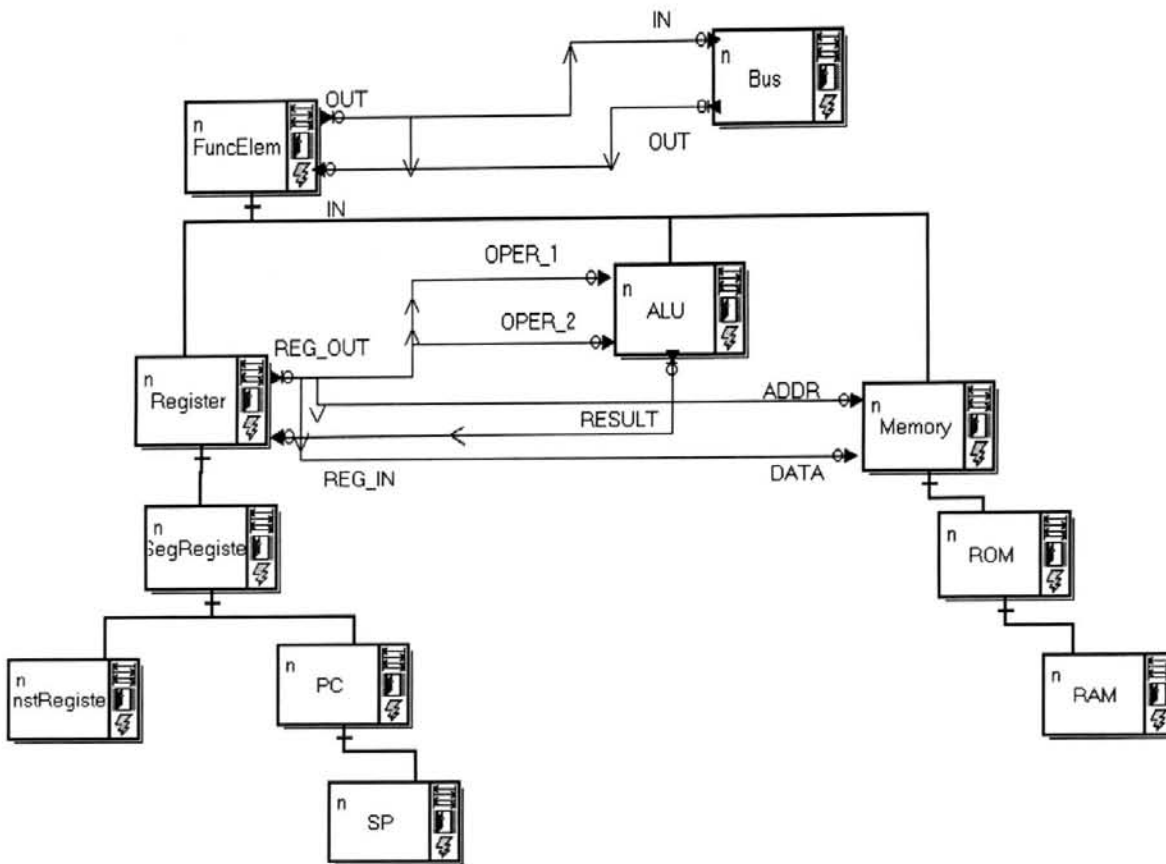 IN
n
Bus
OUT
n
FuncElem
OUT
IN
OPER_1
n
ALU
OPER_2
REG_OUT
n
Register
ADDR
n
Memory
RESULT
REG_IN
DATA
n
SegRegiste
n
ROM
n
nstRegiste
n
PC
n
RAM
n
SP